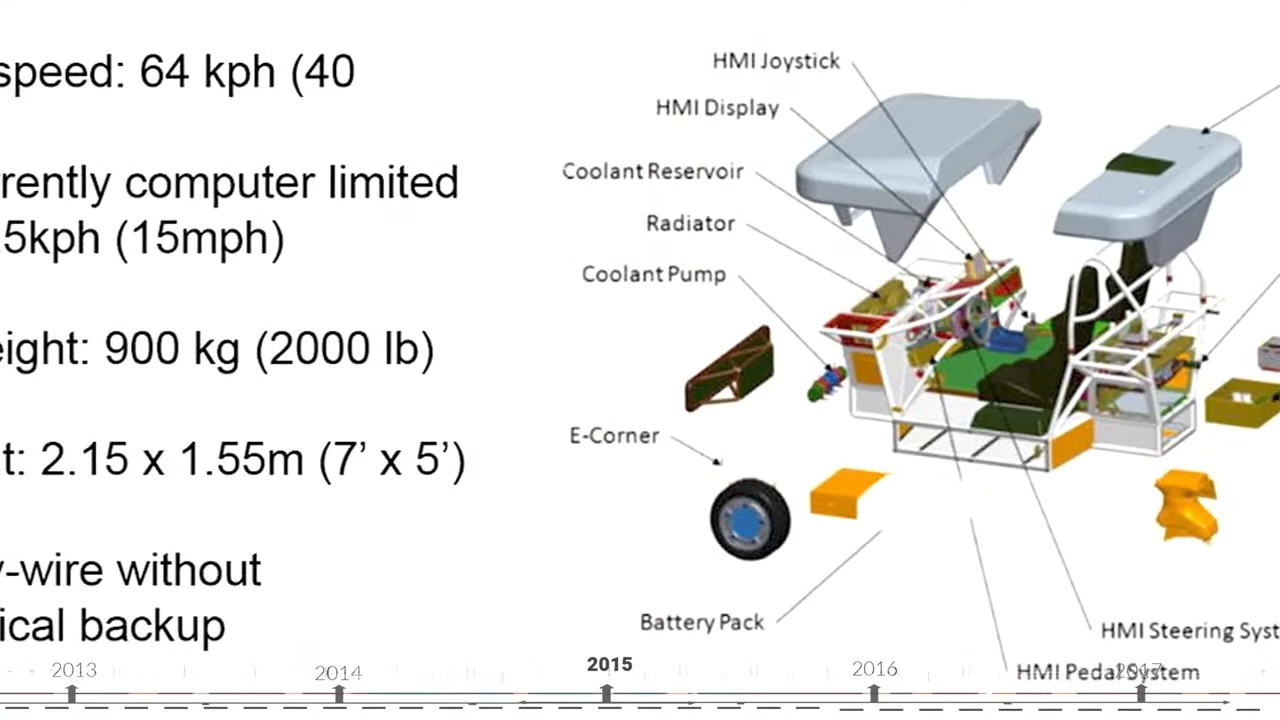 speed: 64 kph (40
rently computer limited
5kph (15mph)
eight: 900 kg (2000 lb)
t: 2.15 x 1.55m (7’ x 5’)
-wire without
ical backup
HMI Joystick
HMI Display
Coolant Reservoir
Radiator
Coolant Pump
E-Corner
Battery Pack
HMI Steering Syst
HMI Pedal System
2013
2014
2015
2016
2017